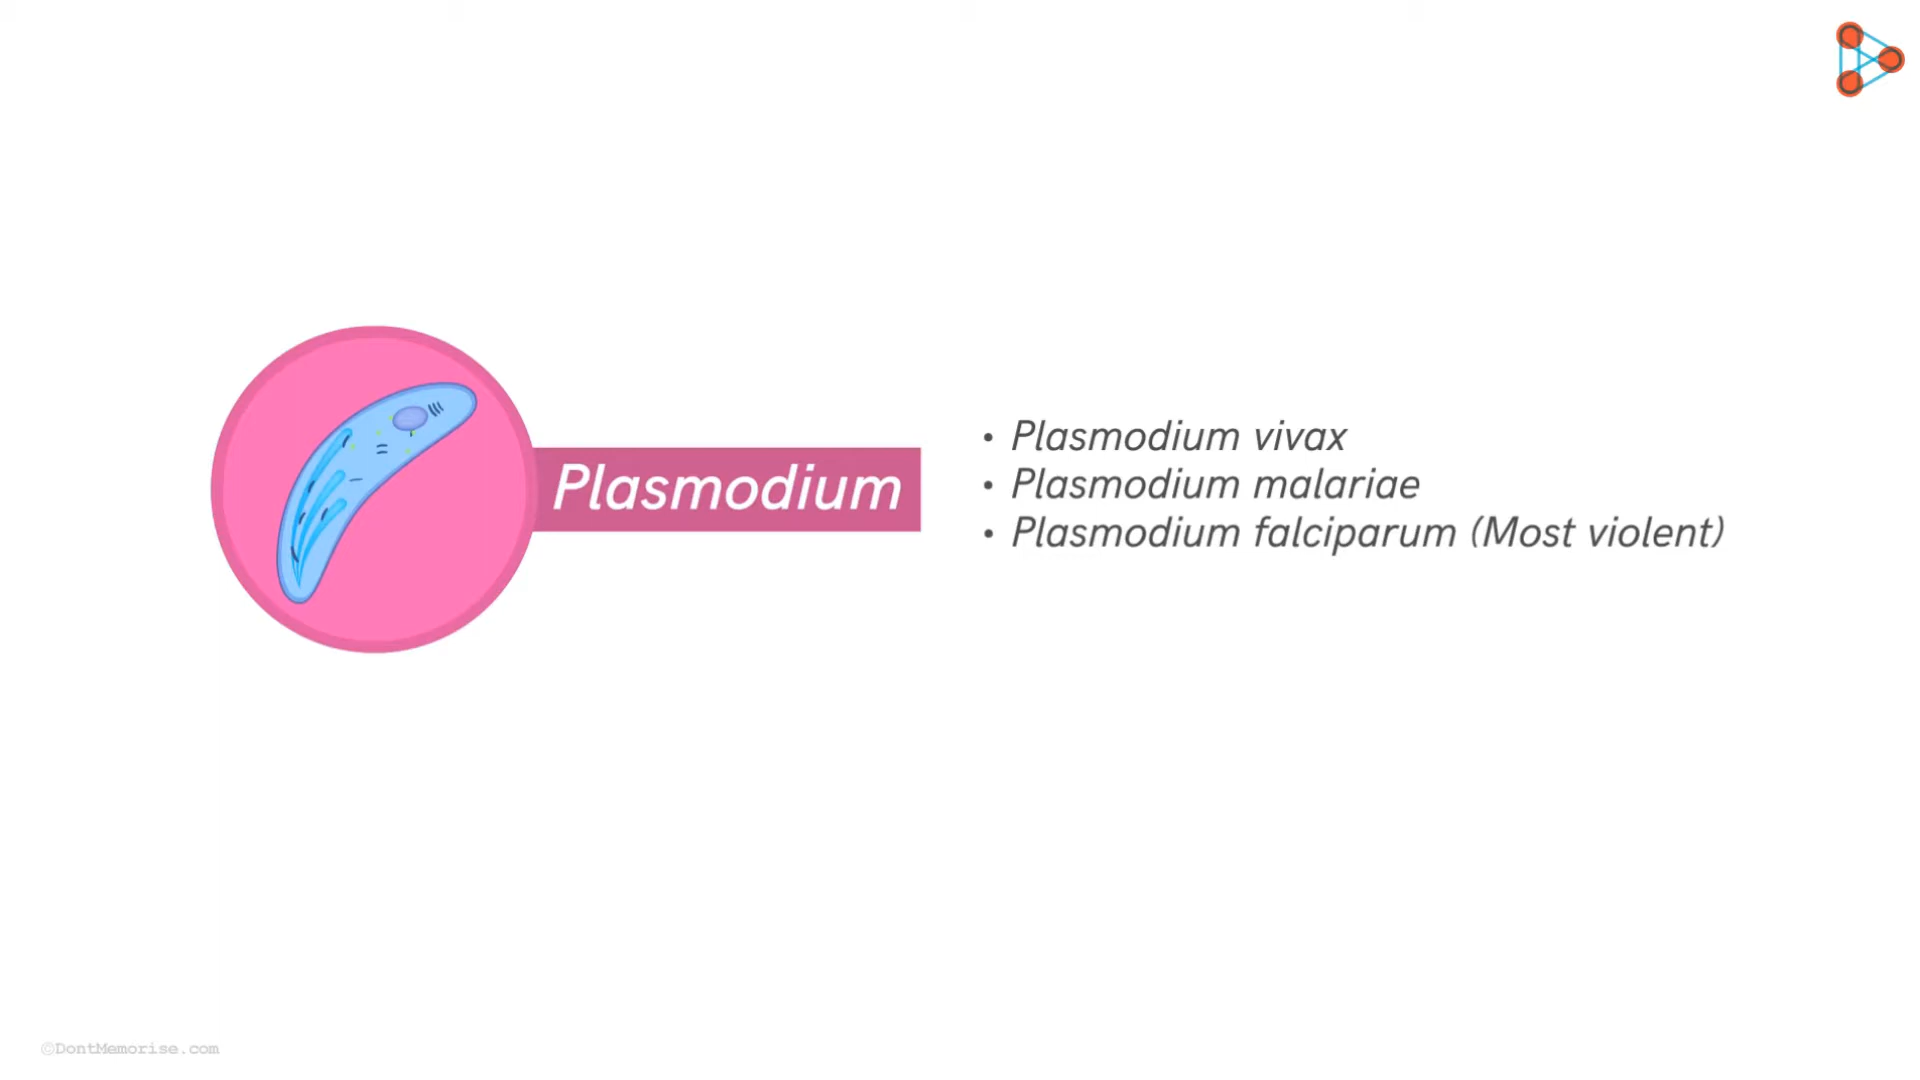 Plasmodium
• Plasmodium vivax
• Plasmodium malariae
• Plasmodium falciparum (Most violent)
©DontMemorise.com